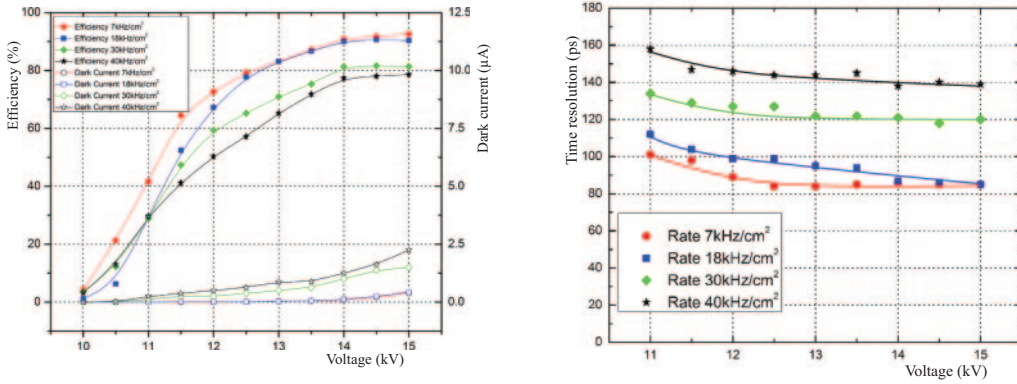 Efficiency (%)
100
80
60
40
20
0
10
11
12
13
14
15
Voltage (kV)
12.5
10.0
7.5
5.0
2.5
0.0
Dark current (μA)
Efficiency 7kHz/cm²
Efficiency 18kHz/cm²
Efficiency 30kHz/cm²
Efficiency 40kHz/cm²
Dark Current 7kHz/cm²
Dark Current 18kHz/cm²
Dark Current 30kHz/cm²
Dark Current 40kHz/cm²
Time resolution (ps)
180
160
140
120
100
80
60
40
20
0
11
12
13
14
15
Voltage (kV)
Rate 7kHz/cm²
Rate 18kHz/cm²
Rate 30kHz/cm²
Rate 40kHz/cm²